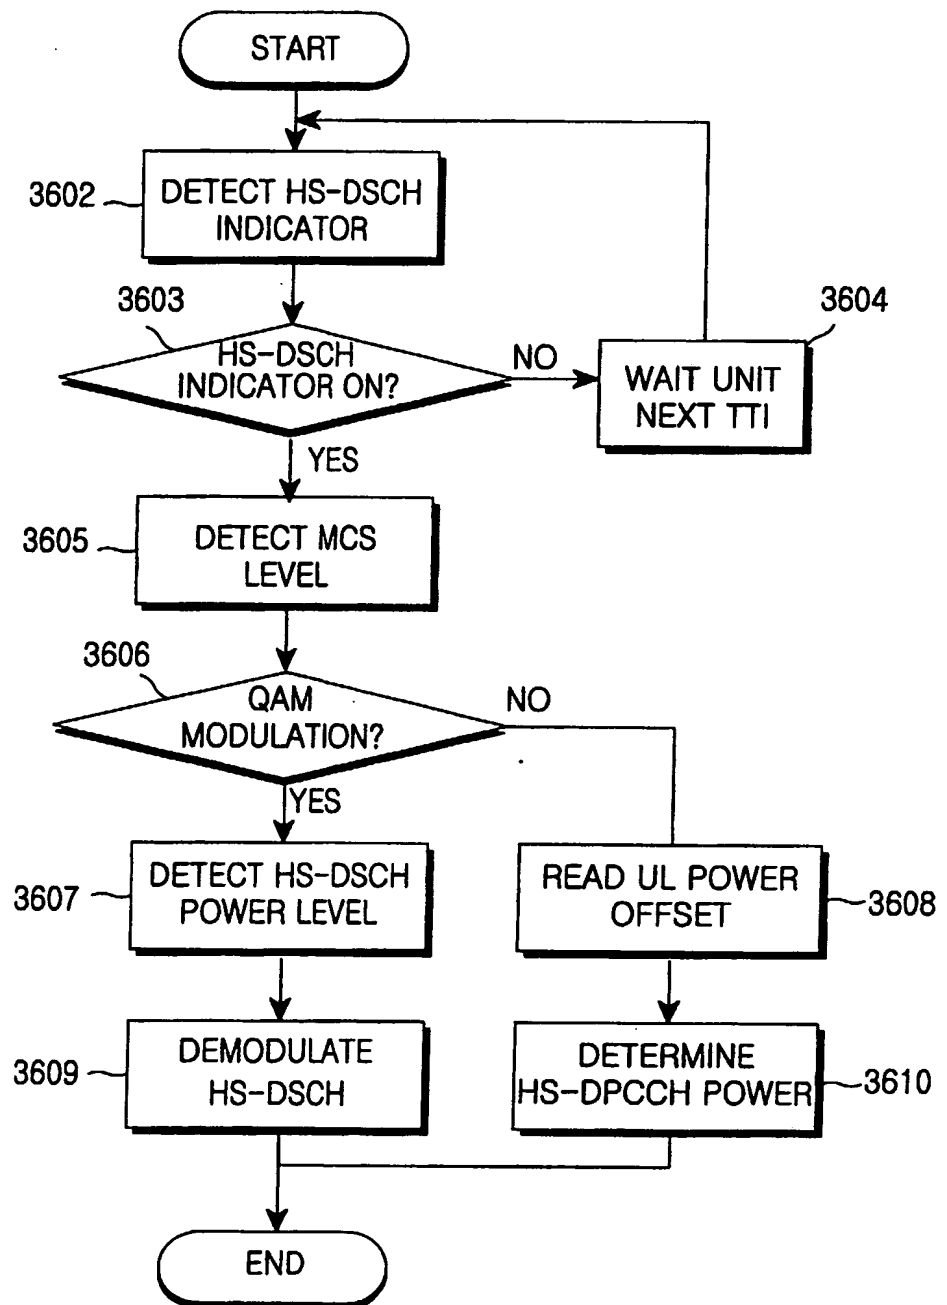 START
3602
DETECT HS-DSCH
INDICATOR
3603
HS-DSCH
INDICATOR ON?
NO
3604
WAIT UNIT
NEXT TTI
YES
3605
DETECT MCS
LEVEL
3606
QAM
MODULATION?
NO
YES
3607
DETECT HS-DSCH
POWER LEVEL
READ UL POWER
OFFSET
3608
3609
DEMODULATE
HS-DSCH
DETERMINE
HS-DPCCH POWER
3610
END